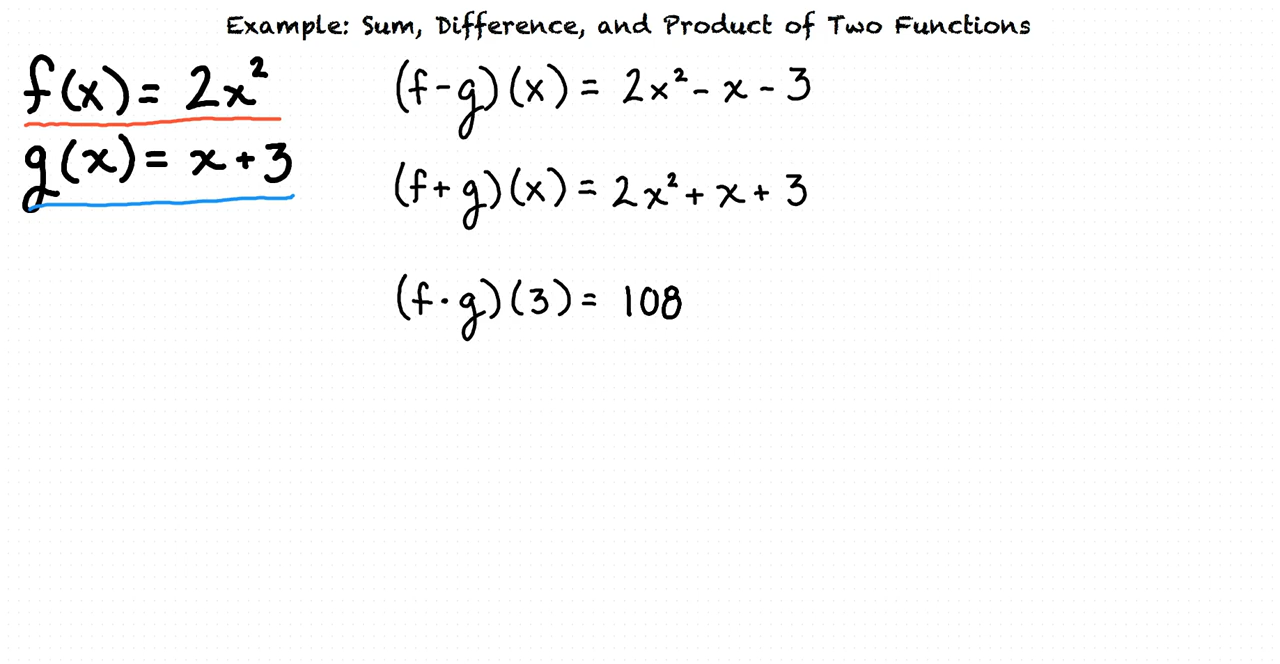 Example: Sum, Difference, and Product of Two Functions
f(x) = 2x²
g(x) = x + 3
(f - g)(x) = 2x² - x - 3
(f + g)(x) = 2x² + x + 3
(f · g)(3) = 108